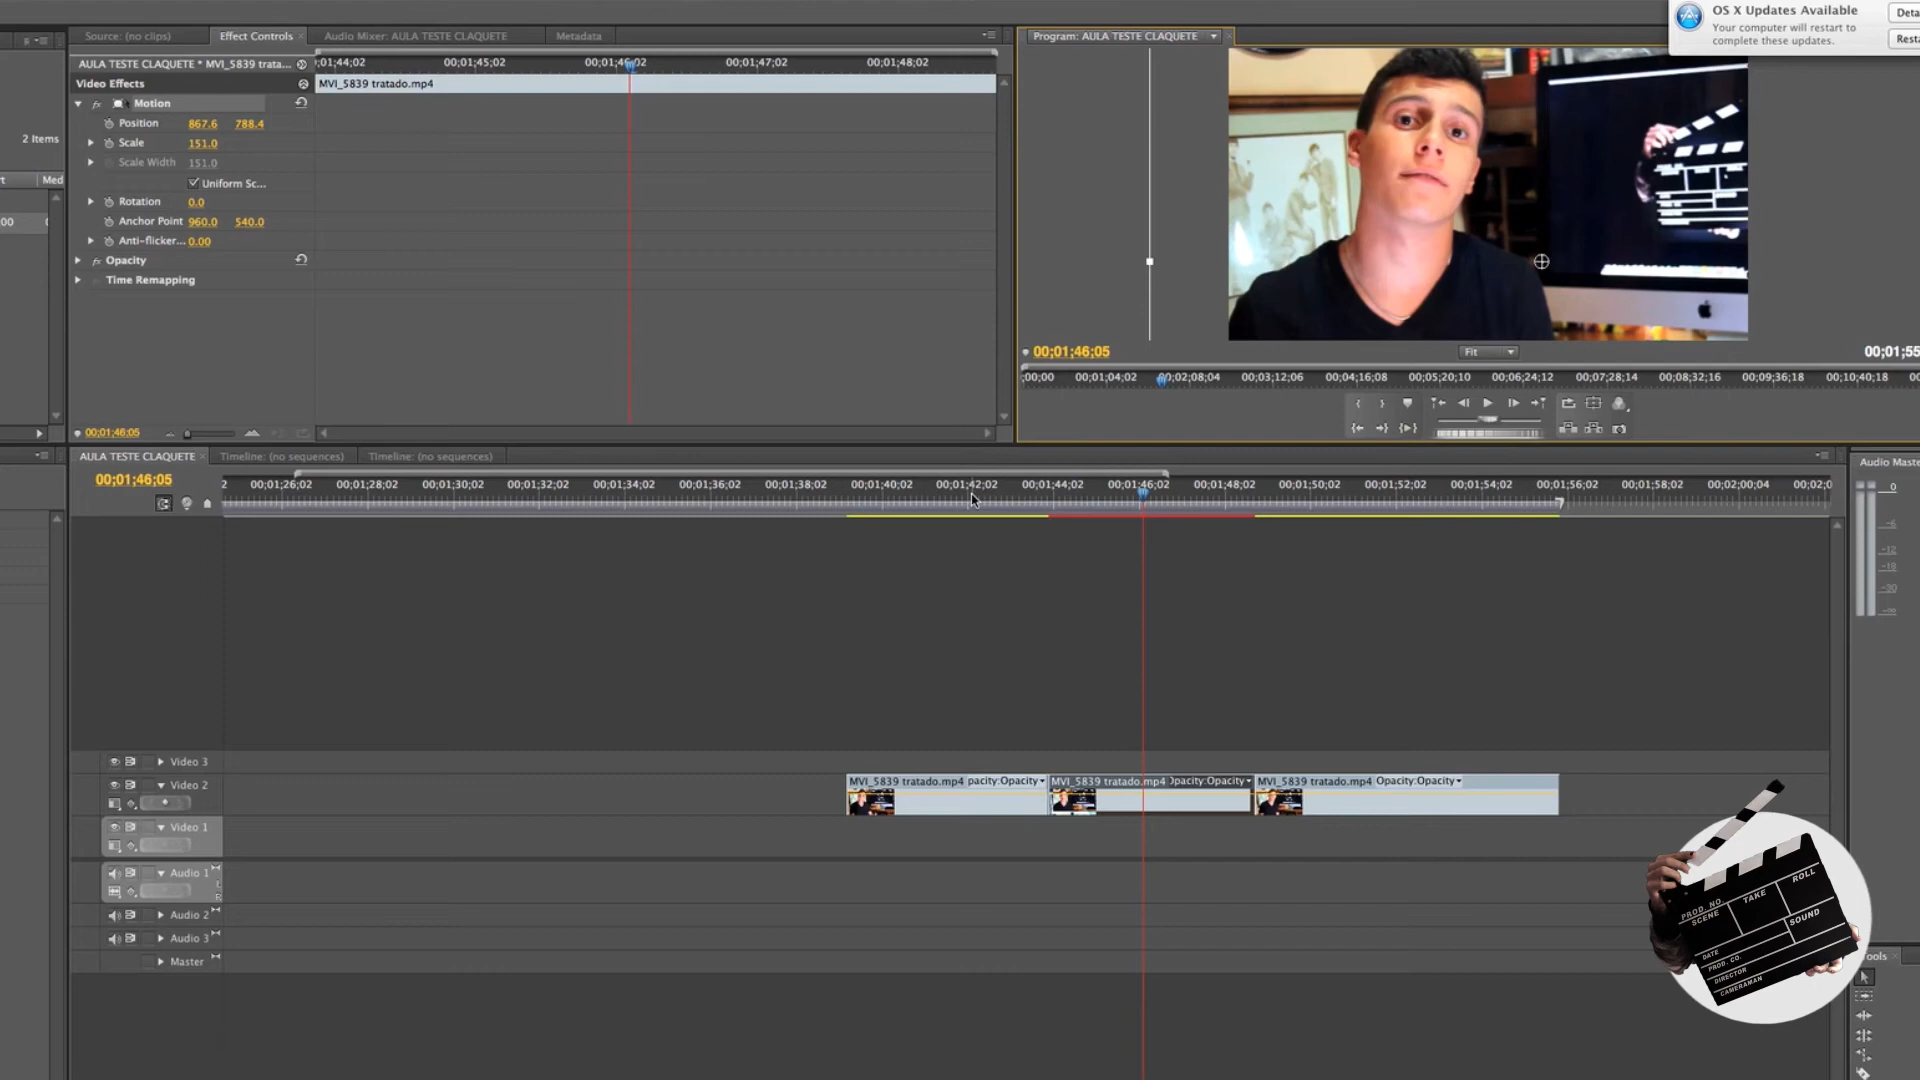 Source: (no clips)
Effect Controls
Audio Mixer: AULA TESTE CLAQUETE
Metadata
Program: AULA TESTE CLAQUETE
OS X Updates Available
Your computer will restart to
complete these updates.
Deta
Resta
AULA TESTE CLAQUETE * MVI_5839 trata...
;01;44;02
00;01;45;02
00;01;46;02
00;01;47;02
00;01;48;02
Video Effects
MVI_5839 tratado.mp4
Motion
Position 867.6 788.4
Scale 151.0
Scale Width 151.0
Uniform Sc...
Rotation 0.0
Anchor Point 960.0 540.0
Anti-flicker... 0.00
Opacity
Time Remapping
2 Items
Med
00
00;01;46;05
Fit
00;01;55
;00;00
00;01;04;02
00;02;08;04
00;03;12;06
00;04;16;08
00;05;20;10
00;06;24;12
00;07;28;14
00;08;32;16
00;09;36;18
00;10;40;18
00;01;46;05
AULA TESTE CLAQUETE
Timeline: (no sequences)
Timeline: (no sequences)
Audio Maste
00;01;46;05
2
00;01;26;02
00;01;28;02
00;01;30;02
00;01;32;02
00;01;34;02
00;01;36;02
00;01;38;02
00;01;40;02
00;01;42;02
00;01;44;02
00;01;46;02
00;01;48;02
00;01;50;02
00;01;52;02
00;01;54;02
00;01;56;02
00;01;58;02
00;02;00;04
00;02;0
0
-6
-12
-18
-30
Video 3
Video 2
MVI_5839 tratado.mp4 pacity:Opacity
MVI_5839 tratado.mp4 Opacity:Opacity
MVI_5839 tratado.mp4 Opacity:Opacity
Video 1
Audio 1
Audio 2
Audio 3
Master
PROD. NO.
SCENE
TAKE
ROLL
SOUND
DATE
PROD. CO.
DIRECTOR
CAMERAMAN
ools